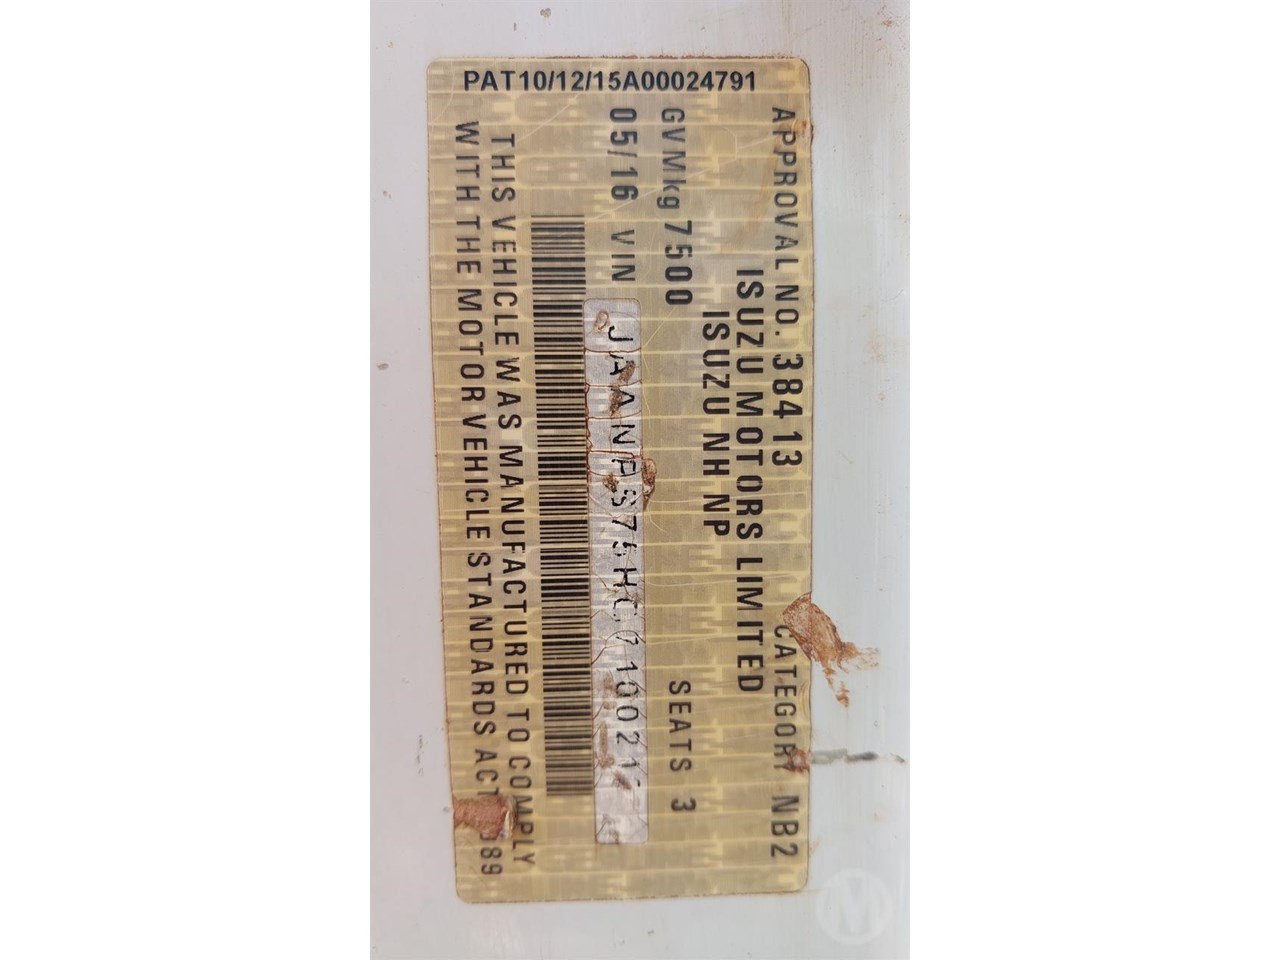 PAT10/12/15A00024791
APPROVAL NO. 38413 CATEGORY NB2
ISUZU MOTORS LIMITED
ISUZU NH NP
GVMkg 7500 SEATS 3
05/16 VIN
THIS VEHICLE WAS MANUFACTURED TO COMPLY
WITH THE MOTOR VEHICLE STANDARDS ACT
M